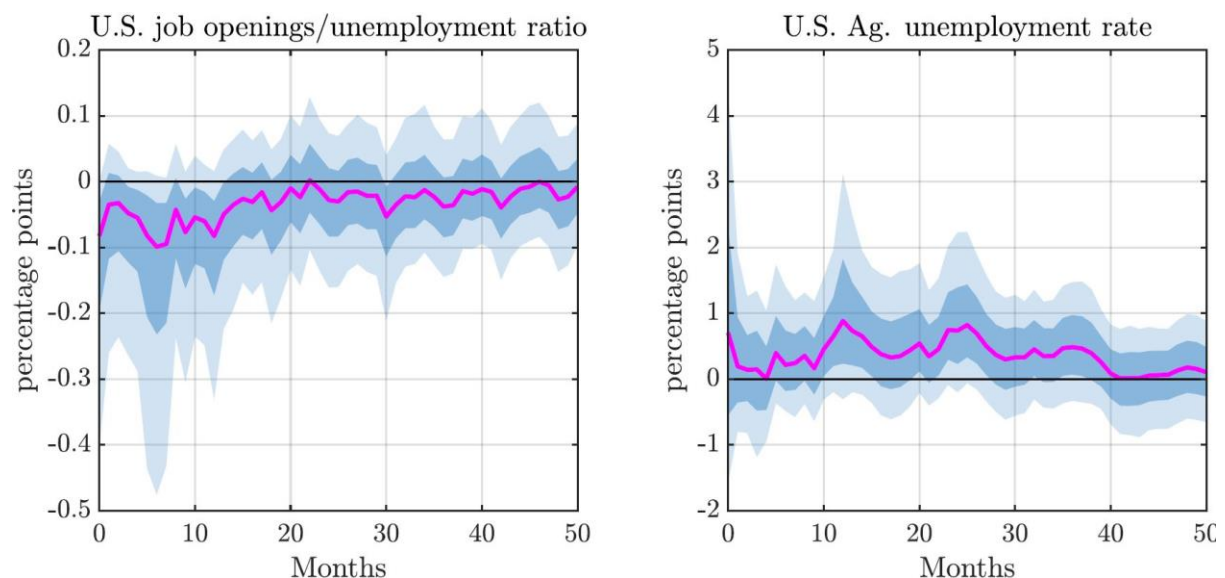 U.S. job openings/unemployment ratio
percentage points
0.2
0.1
0
-0.1
-0.2
-0.3
-0.4
-0.5
0 10 20 30 40 50
Months
U.S. Ag. unemployment rate
percentage points
5
4
3
2
1
0
-1
-2
0 10 20 30 40 50
Months